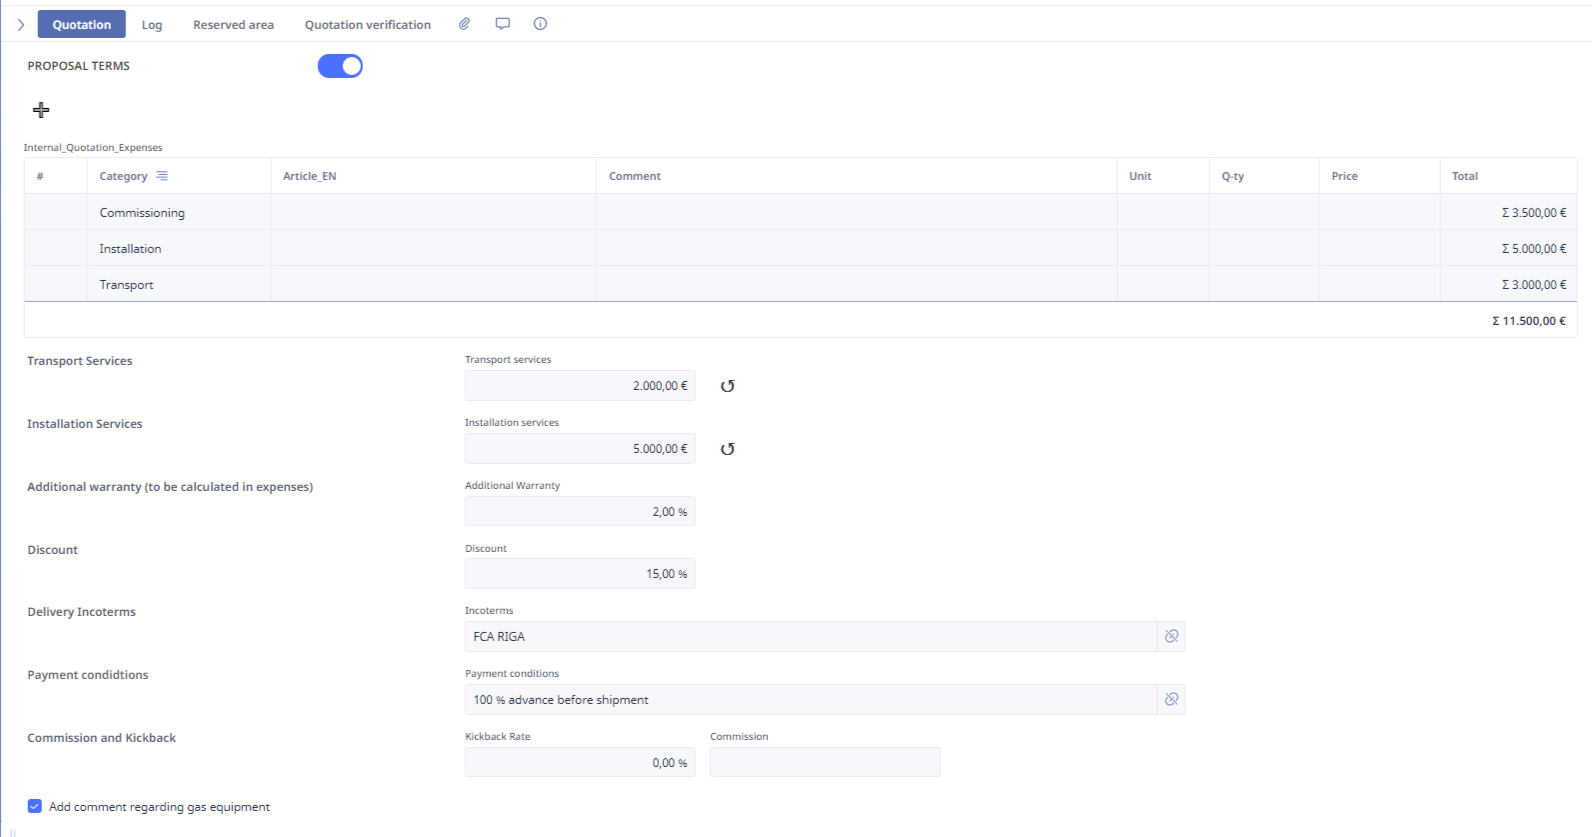 Quotation Log Reserved area Quotation verification
PROPOSAL TERMS
Internal_Quotation_Expenses
# Category Article_EN Comment Unit Q-ty Price Total
Commissioning Σ 3.500,00 €
Installation Σ 5.000,00 €
Transport Σ 3.000,00 €
Σ 11.500,00 €
Transport Services
Transport services
2.000,00 €
Installation Services
Installation services
5.000,00 €
Additional warranty (to be calculated in expenses)
Additional Warranty
2,00 %
Discount
Discount
15,00 %
Delivery Incoterms
Incoterms
FCA RIGA
Payment condidtions
Payment conditions
100 % advance before shipment
Commission and Kickback
Kickback Rate Commission
0,00 %
Add comment regarding gas equipment